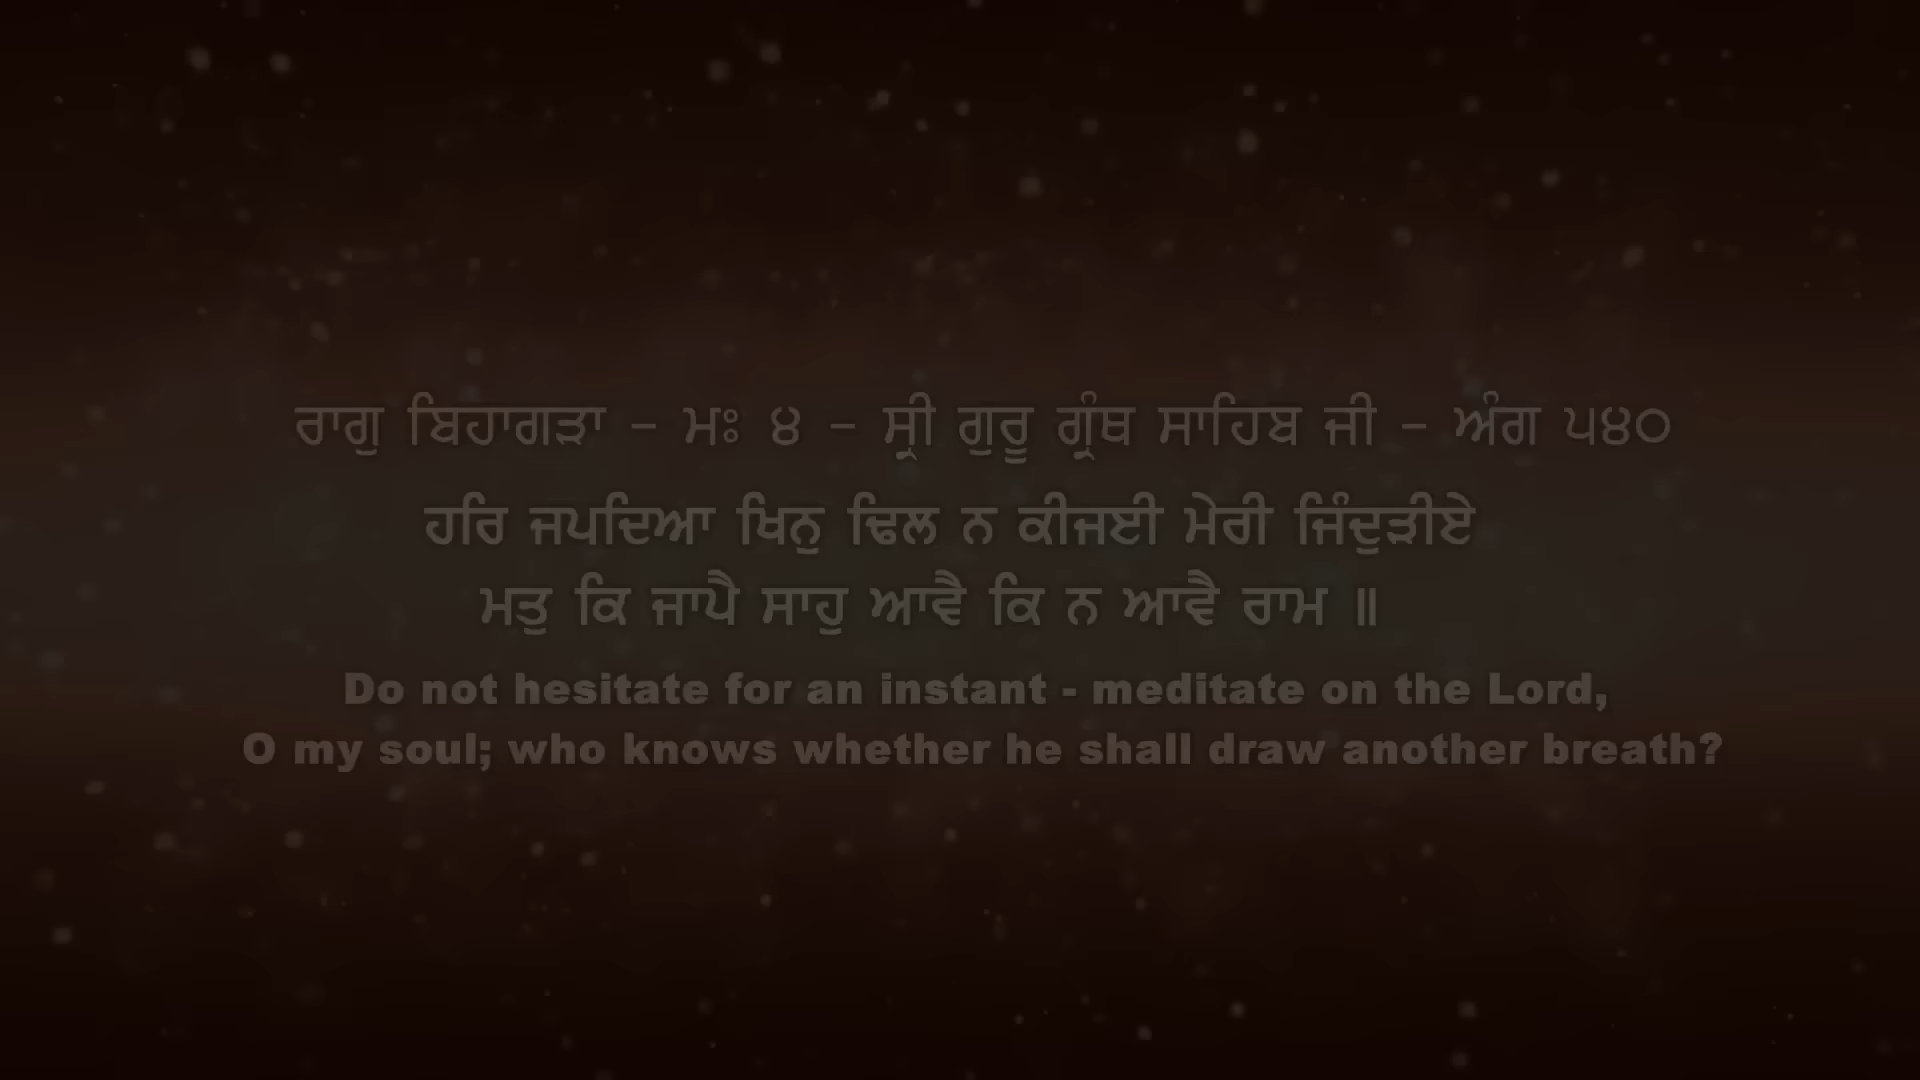 ਰਾਗੁ ਬਿਹਾਗੜਾ – ਮਃ ੪ – ਸ੍ਰੀ ਗੁਰੂ ਗ੍ਰੰਥ ਸਾਹਿਬ ਜੀ – ਅੰਗ ੫੪੦
ਹਰਿ ਜਪਦਿਆ ਖਿਨੁ ਢਿਲ ਨ ਕੀਜਈ ਮੇਰੀ ਜਿੰਦੁੜੀਏ
ਮਤੁ ਕਿ ਜਾਪੈ ਸਾਹੁ ਆਵੈ ਕਿ ਨ ਆਵੈ ਰਾਮ ॥
Do not hesitate for an instant - meditate on the Lord,
O my soul; who knows whether he shall draw another breath?